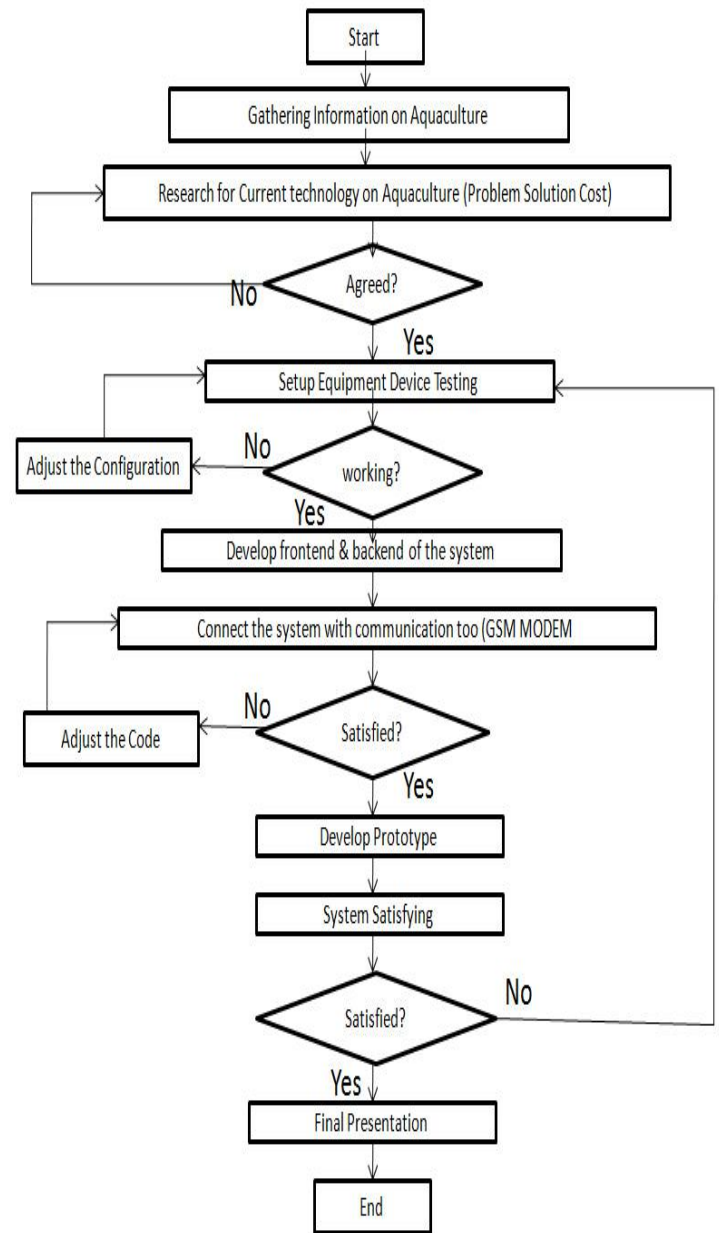 Start
Gathering Information on Aquaculture
Research for Current technology on Aquaculture (Problem Solution Cost)
Agreed?
No
Yes
Setup Equipment Device Testing
Adjust the Configuration
No
working?
Yes
Develop frontend & backend of the system
Connect the system with communication too (GSM MODEM
No
Adjust the Code
Satisfied?
Yes
Develop Prototype
System Satisfying
Satisfied?
No
Yes
Final Presentation
End